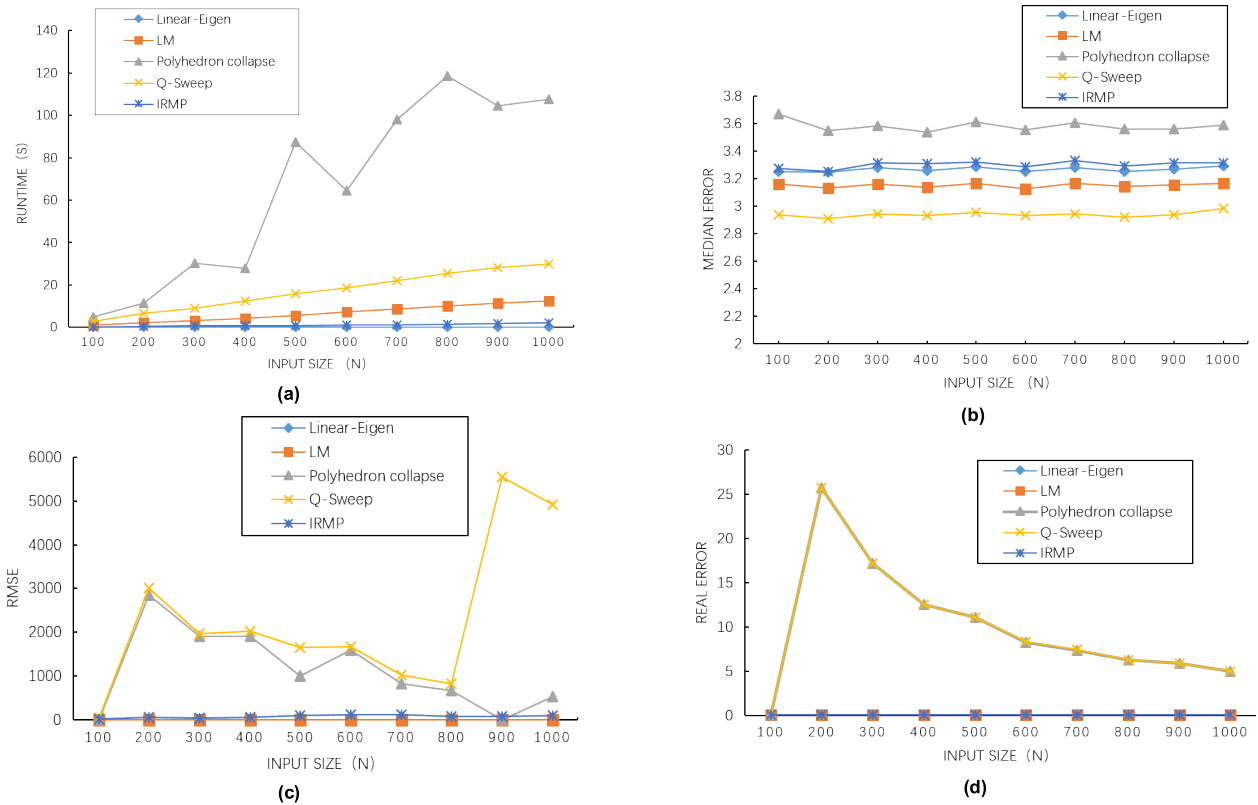 Linear-Eigen
LM
Polyhedron collapse
Q-Sweep
IRMP
140
120
100
80
60
40
20
0
RUNTIME (S)
100 200 300 400 500 600 700 800 900 1000
INPUT SIZE (N)
(a)
Linear-Eigen
LM
Polyhedron collapse
Q-Sweep
IRMP
3.8
3.6
3.4
3.2
3
2.8
2.6
2.4
2.2
2
MEDIAN ERROR
100 200 300 400 500 600 700 800 900 1000
INPUT SIZE (N)
(b)
Linear-Eigen
LM
Polyhedron collapse
Q-Sweep
IRMP
6000
5000
4000
3000
2000
1000
0
RMSE
100 200 300 400 500 600 700 800 900 1000
INPUT SIZE (N)
(c)
Linear-Eigen
LM
Polyhedron collapse
Q-Sweep
IRMP
30
25
20
15
10
5
0
REAL ERROR
100 200 300 400 500 600 700 800 900 1000
INPUT SIZE (N)
(d)